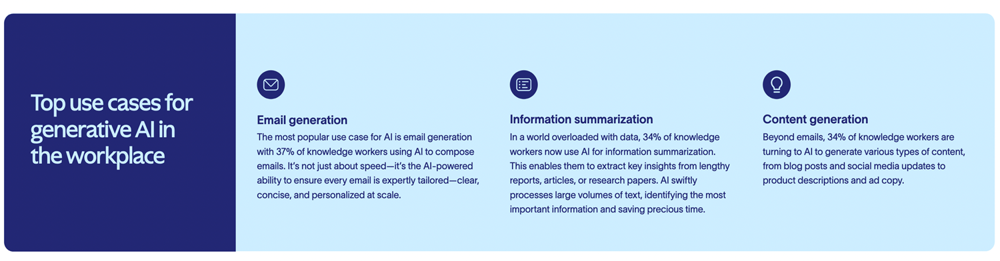 Top use cases for
generative AI in
the workplace
Email generation
The most popular use case for AI is email generation
with 37% of knowledge workers using AI to compose
emails. It’s not just about speed—it’s the AI-powered
ability to ensure every email is expertly tailored—clear,
concise, and personalized at scale.
Information summarization
In a world overloaded with data, 34% of knowledge
workers now use AI for information summarization.
This enables them to extract key insights from lengthy
reports, articles, or research papers. AI swiftly
processes large volumes of text, identifying the most
important information and saving precious time.
Content generation
Beyond emails, 34% of knowledge workers are
turning to AI to generate various types of content,
from blog posts and social media updates to
product descriptions and ad copy.